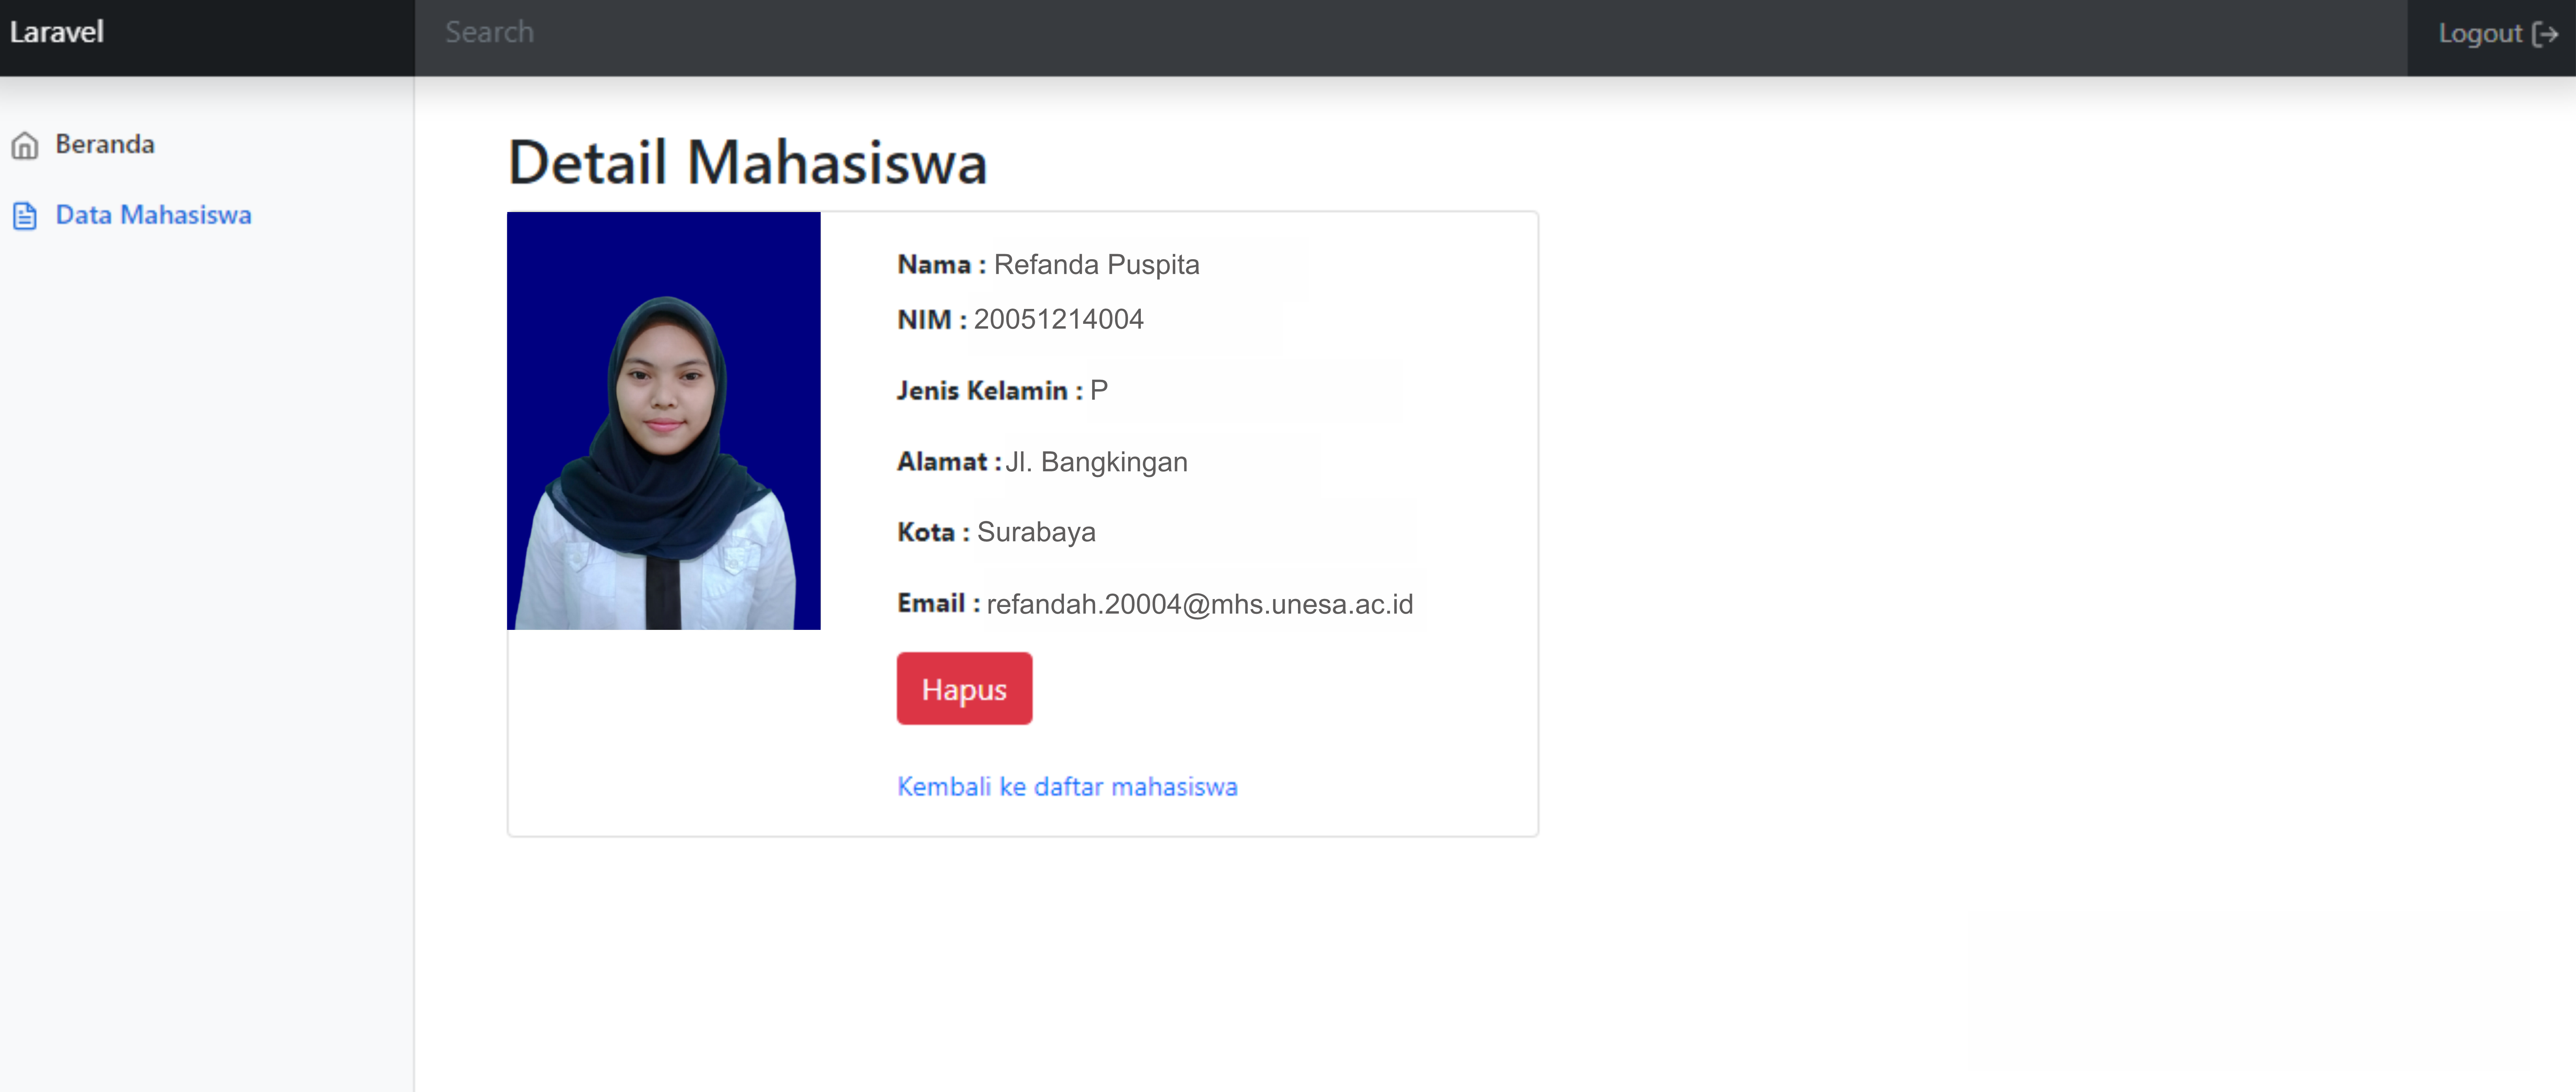 Laravel
Search
Logout
Beranda
Data Mahasiswa
Detail Mahasiswa
Nama : Refanda Puspita
NIM : 20051214004
Jenis Kelamin : P
Alamat : Jl. Bangkingan
Kota : Surabaya
Email : refandah.20004@mhs.unesa.ac.id
Hapus
Kembali ke daftar mahasiswa